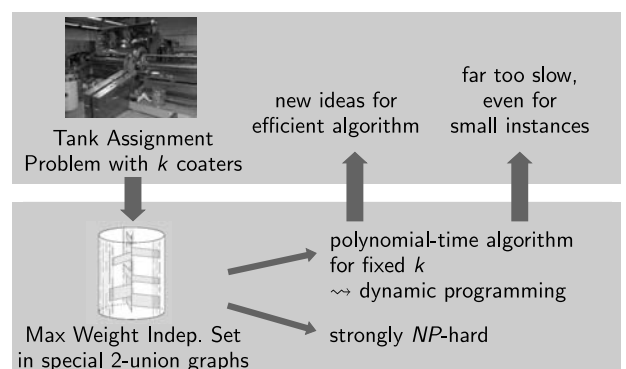 Tank Assignment
Problem with k coaters
new ideas for
efficient algorithm
far too slow,
even for
small instances
Max Weight Indep. Set
in special 2-union graphs
polynomial-time algorithm
for fixed k
⇝ dynamic programming
strongly NP-hard